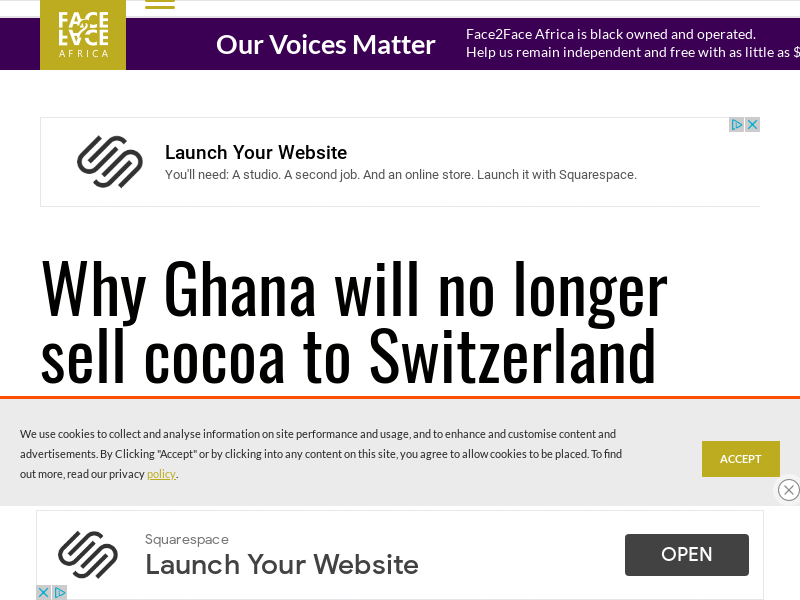 FACE
2
FACE
AFRICA
Our Voices Matter
Face2Face Africa is black owned and operated.
Help us remain independent and free with as little as $
Launch Your Website
You'll need: A studio. A second job. And an online store. Launch it with Squarespace.
Why Ghana will no longer
sell cocoa to Switzerland
We use cookies to collect and analyse information on site performance and usage, and to enhance and customise content and
advertisements. By Clicking "Accept" or by clicking into any content on this site, you agree to allow cookies to be placed. To find
out more, read our privacy policy.
ACCEPT
Squarespace
Launch Your Website
OPEN